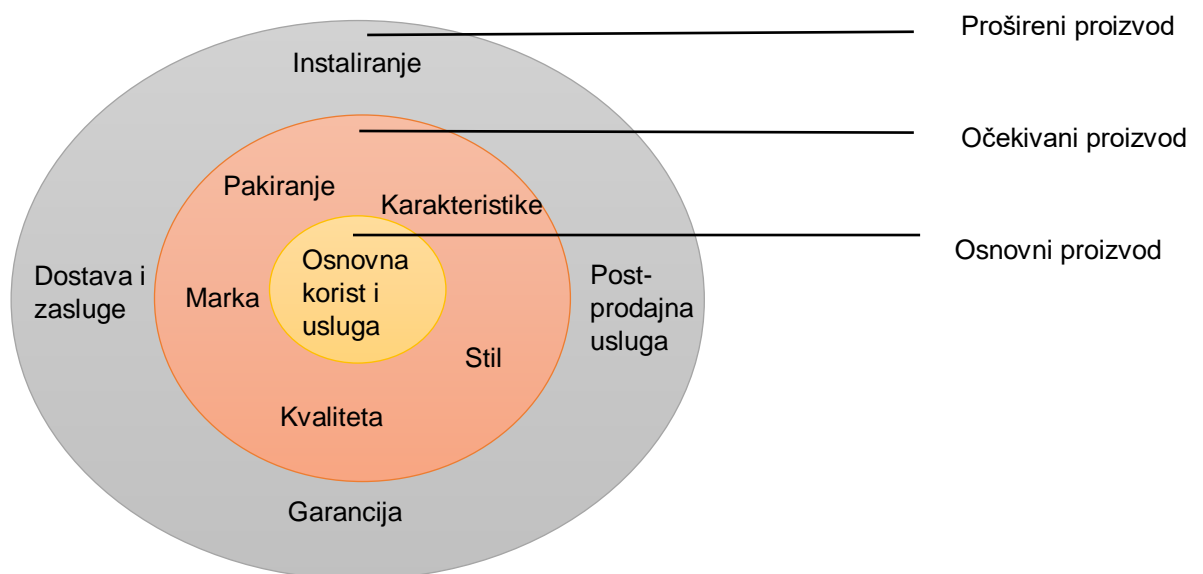 Prošireni proizvod
Instaliranje
Očekivani proizvod
Pakiranje
Karakteristike
Osnovni proizvod
Osnovna
korist i
usluga
Dostava i
zasluge
Marka
Post-
prodajna
usluga
Stil
Kvaliteta
Garancija